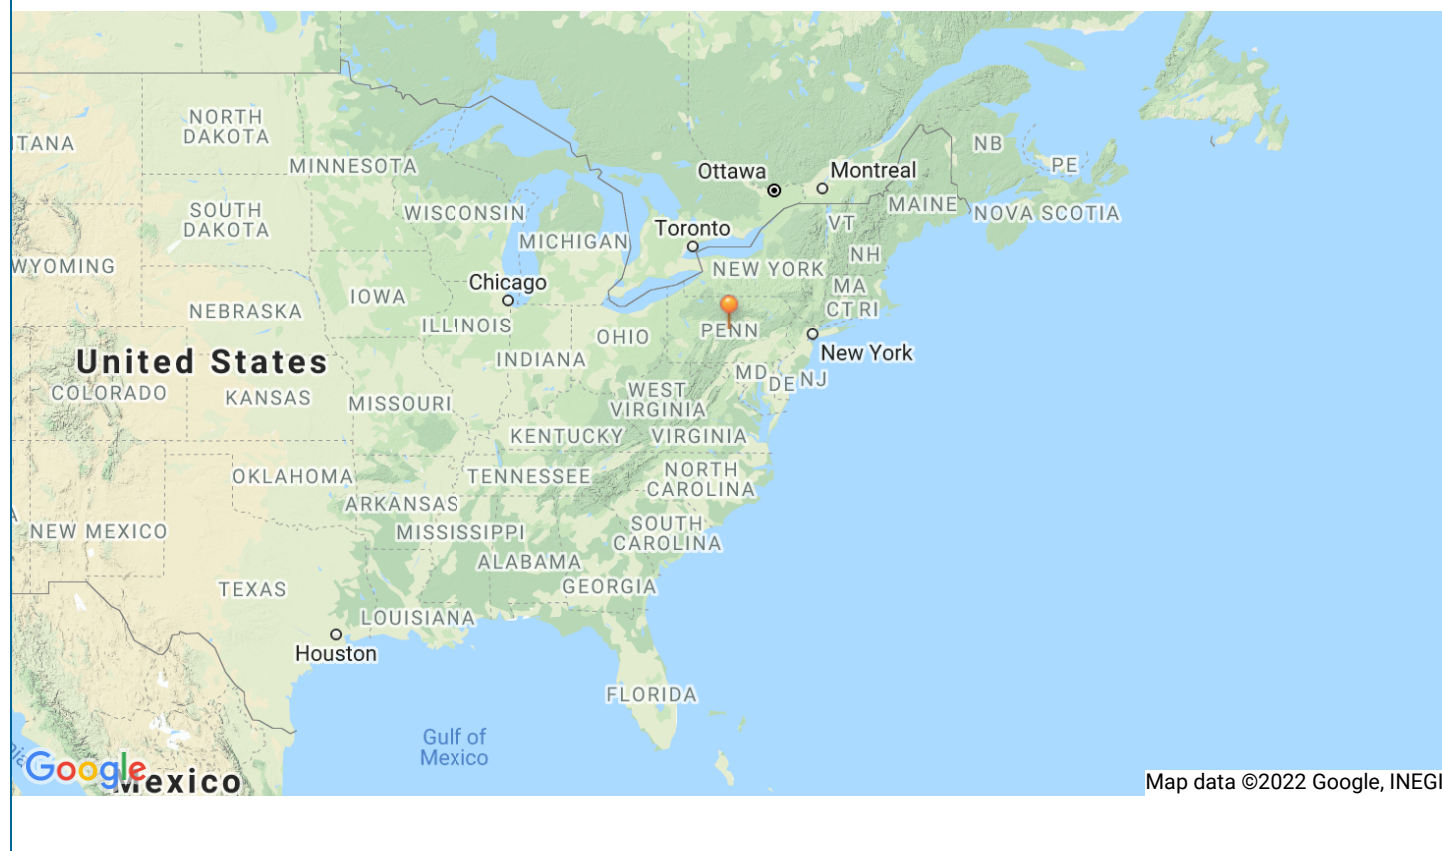 NORTH
DAKOTA
TANA
MINNESOTA
NB
PE
Ottawa
Montreal
SOUTH
DAKOTA
WISCONSIN
MAINE
NOVA SCOTIA
VT
Toronto
MICHIGAN
NH
WYOMING
NEW YORK
MA
Chicago
IOWA
NEBRASKA
CT RI
ILLINOIS
OHIO
PENN
United States
INDIANA
New York
MD
DE
NJ
COLORADO
KANSAS
MISSOURI
WEST
VIRGINIA
KENTUCKY
VIRGINIA
OKLAHOMA
TENNESSEE
NORTH
CAROLINA
ARKANSAS
NEW MEXICO
MISSISSIPPI
SOUTH
CAROLINA
ALABAMA
TEXAS
GEORGIA
LOUISIANA
Houston
FLORIDA
Gulf of
Mexico
Google
Mexico
Map data ©2022 Google, INEGI